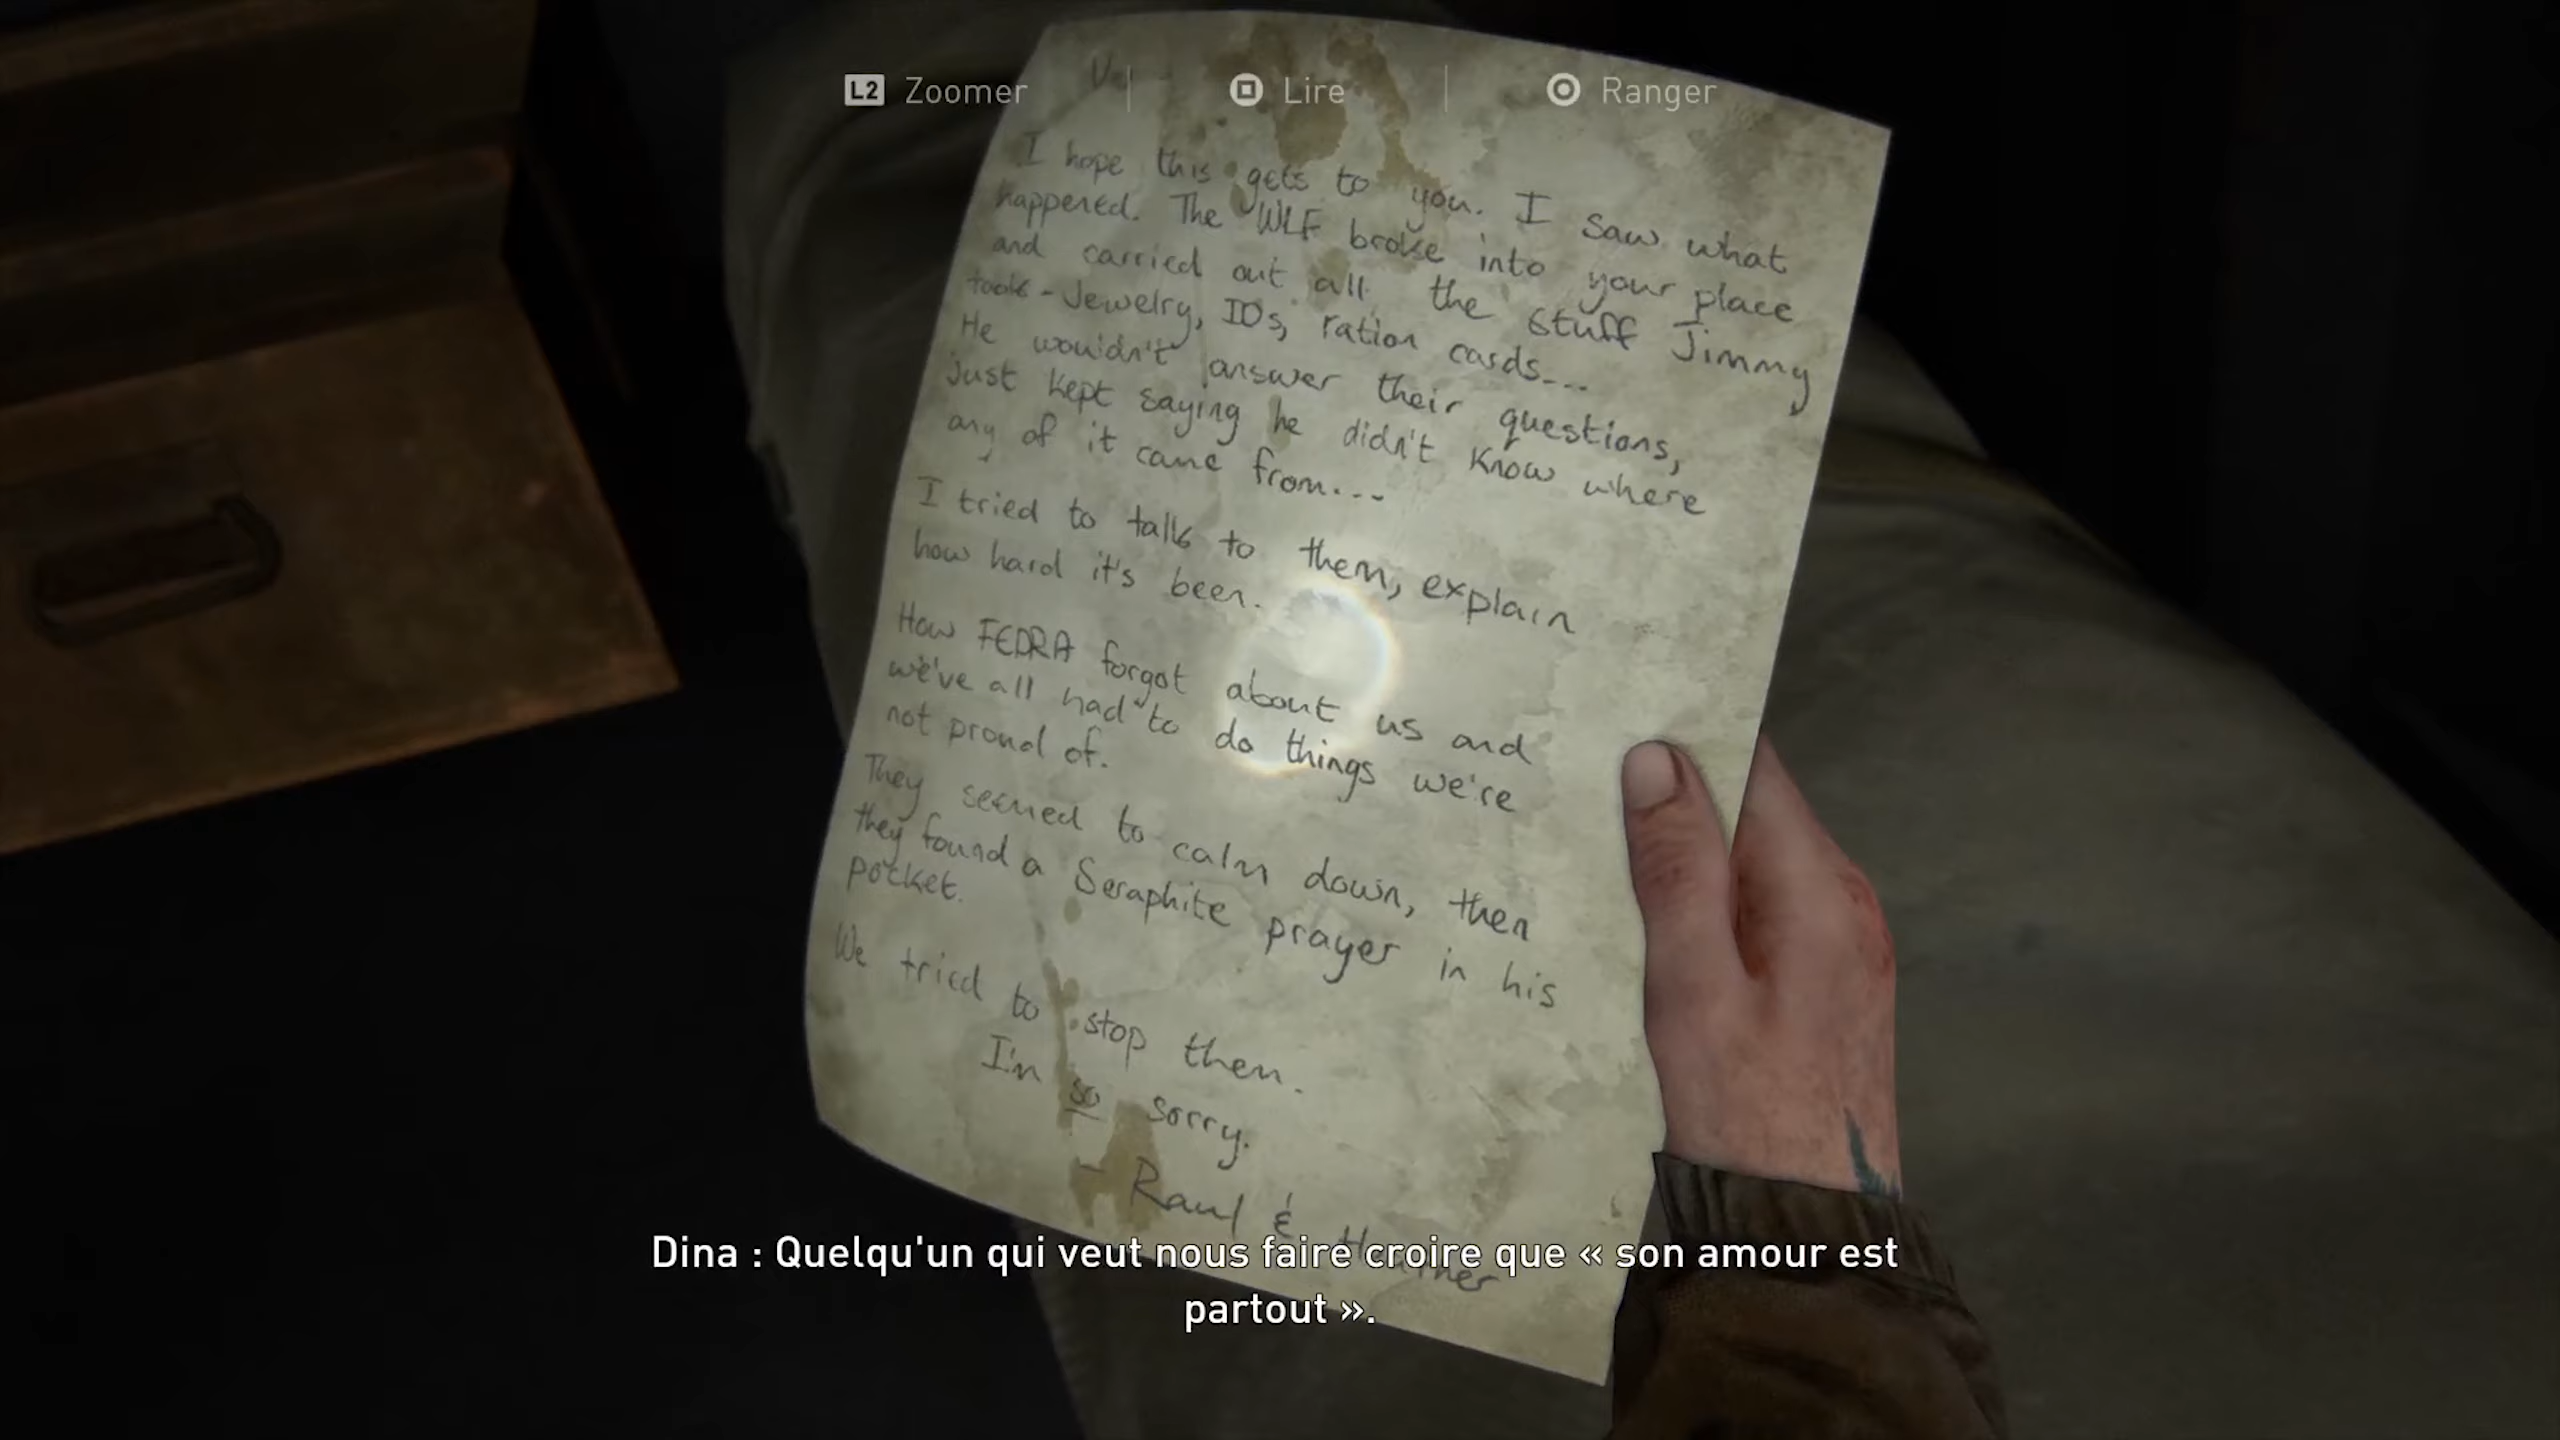 L2 Zoomer
Lire
Ranger
I hope this gets to you. I saw what
happened. The WLF broke into your place
and carried out all the stuff Jimmy
took - Jewelry, IDs, ration cards...
He wouldn't answer their questions,
just kept saying he didn't know where
any of it came from...
I tried to talk to them, explain
how hard it's been.
How FEDRA forgot about us and
we've all had to do things we're
not proud of.
They seemed to calm down, then
they found a Seraphite prayer in his
pocket.
We tried to stop them.
I'm so sorry.
- Raul & Heather
Dina : Quelqu'un qui veut nous faire croire que « son amour est
partout ».